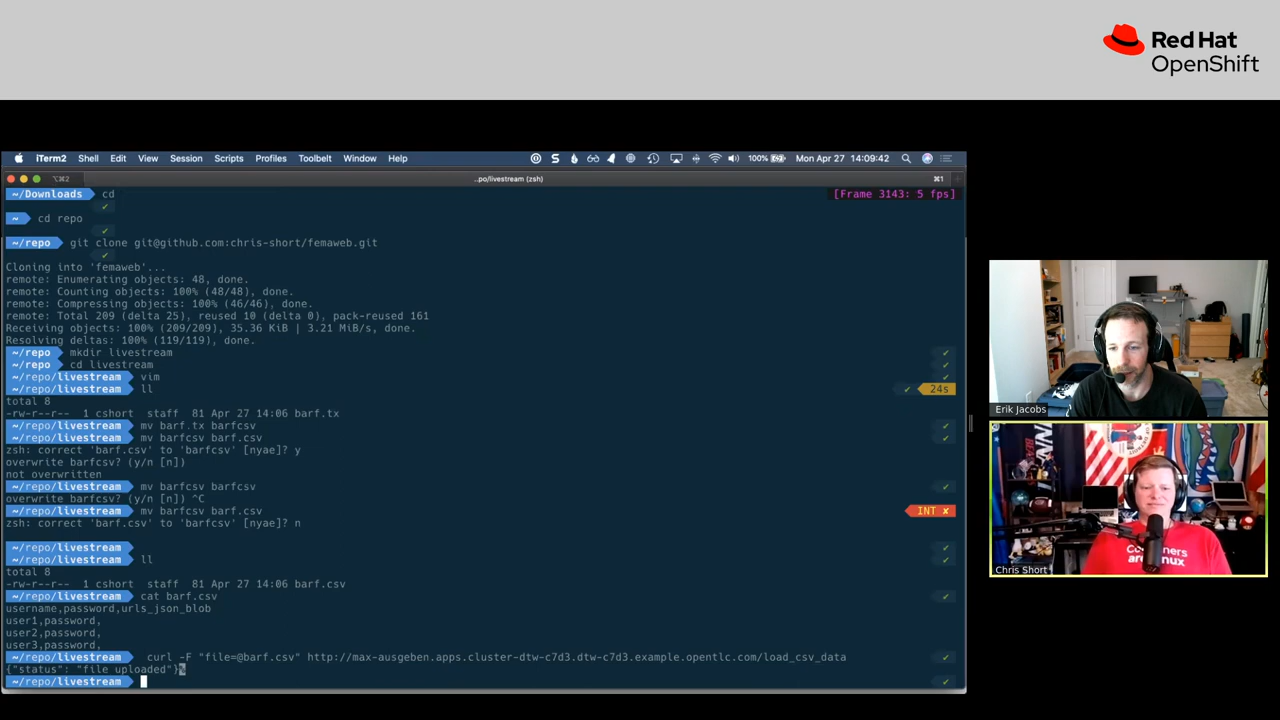 Red Hat
OpenShift
iTerm2 Shell Edit View Session Scripts Profiles Toolbelt Window Help 100% Mon Apr 27 14:09:42
⌥⌘2 ..po/livestream (zsh) ⌘1
~/Downloads cd [Frame 3143: 5 fps]
✔
~ cd repo
✔
~/repo git clone git@github.com:chris-short/femaweb.git
✔
Cloning into 'femaweb'...
remote: Enumerating objects: 48, done.
remote: Counting objects: 100% (48/48), done.
remote: Compressing objects: 100% (46/46), done.
remote: Total 209 (delta 25), reused 10 (delta 0), pack-reused 161
Receiving objects: 100% (209/209), 35.36 KiB | 3.21 MiB/s, done.
Resolving deltas: 100% (119/119), done.
~/repo mkdir livestream ✔
~/repo cd livestream ✔
~/repo/livestream vim ✔
~/repo/livestream ll ✔ 24s
total 8
-rw-r--r-- 1 cshort staff 81 Apr 27 14:06 barf.tx
~/repo/livestream mv barf.tx barfcsv ✔
~/repo/livestream mv barfcsv barf.csv ✔
zsh: correct 'barf.csv' to 'barfcsv' [nyae]? y
overwrite barfcsv? (y/n [n])
not overwritten
~/repo/livestream mv barfcsv barfcsv ✔
overwrite barfcsv? (y/n [n]) ^C
~/repo/livestream mv barfcsv barf.csv INT ✘
zsh: correct 'barf.csv' to 'barfcsv' [nyae]? n
~/repo/livestream ✔
~/repo/livestream ll ✔
total 8
-rw-r--r-- 1 cshort staff 81 Apr 27 14:06 barf.csv
~/repo/livestream cat barf.csv ✔
username,password,urls_json_blob
user1,password,
user2,password,
user3,password,
~/repo/livestream curl -F "file=@barf.csv" http://max-ausgeben.apps.cluster-dtw-c7d3.dtw-c7d3.example.opentlc.com/load_csv_data ✔
{"status": "file uploaded"}%
~/repo/livestream ✔
Erik Jacobs
Chris Short